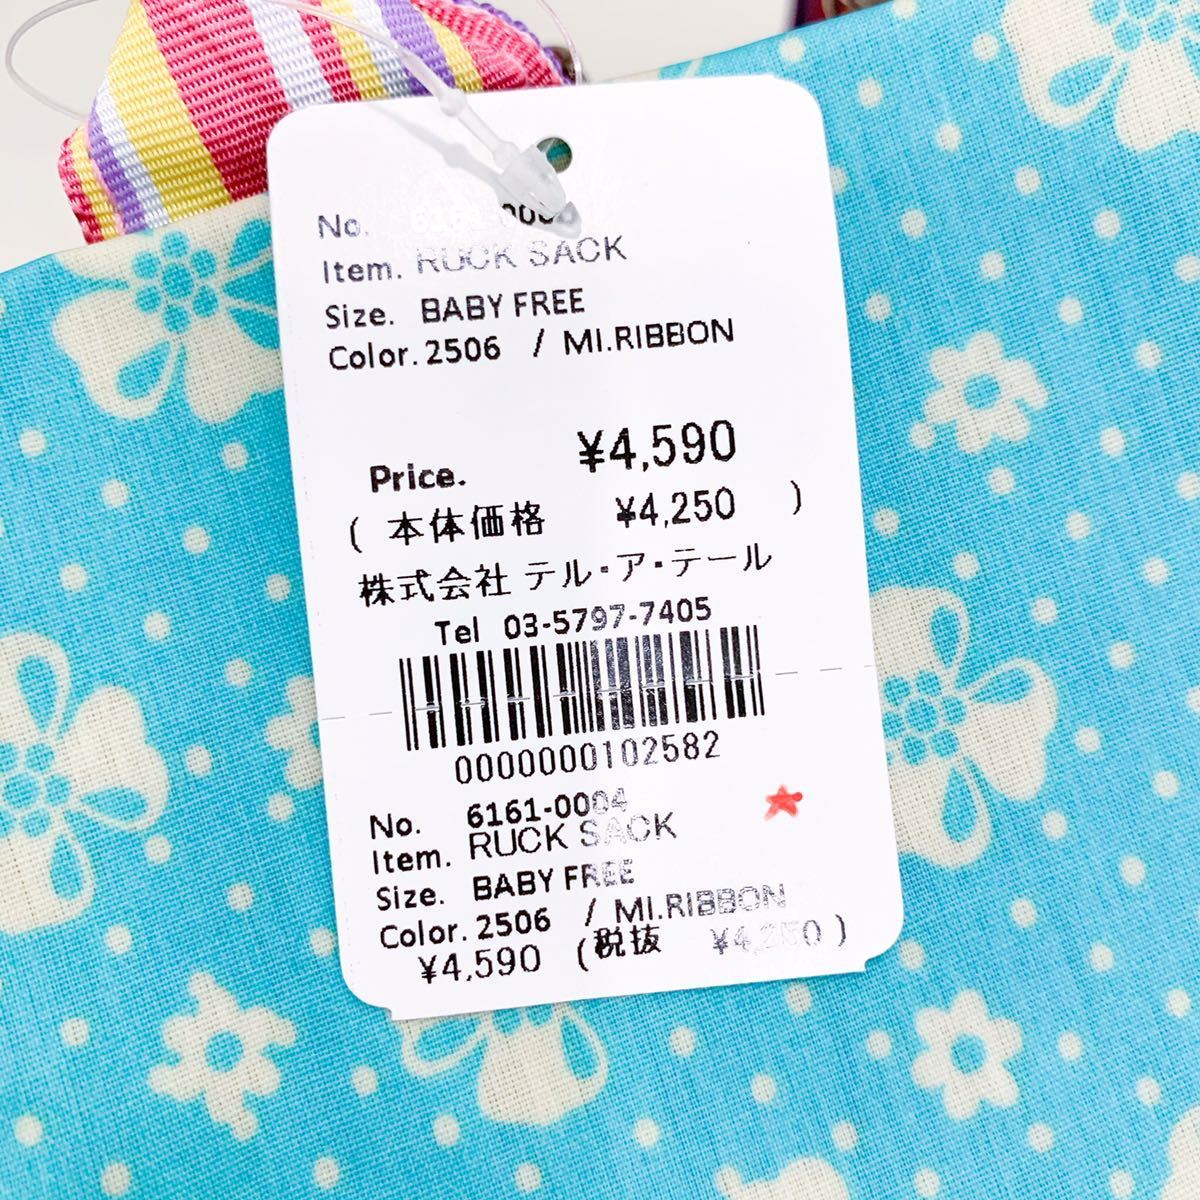 No. 6161-0004
Item. RUCK SACK
Size. BABY FREE
Color. 2506 / MI.RIBBON
Price. ¥4,590
( 本体価格 ¥4,250 )
株式会社 テル・ア・テール
Tel 03-5797-7405
0000000102582
No. 6161-0004
Item. RUCK SACK
Size. BABY FREE
Color. 2506 / MI.RIBBON
¥4,590 (税抜 ¥4,250)